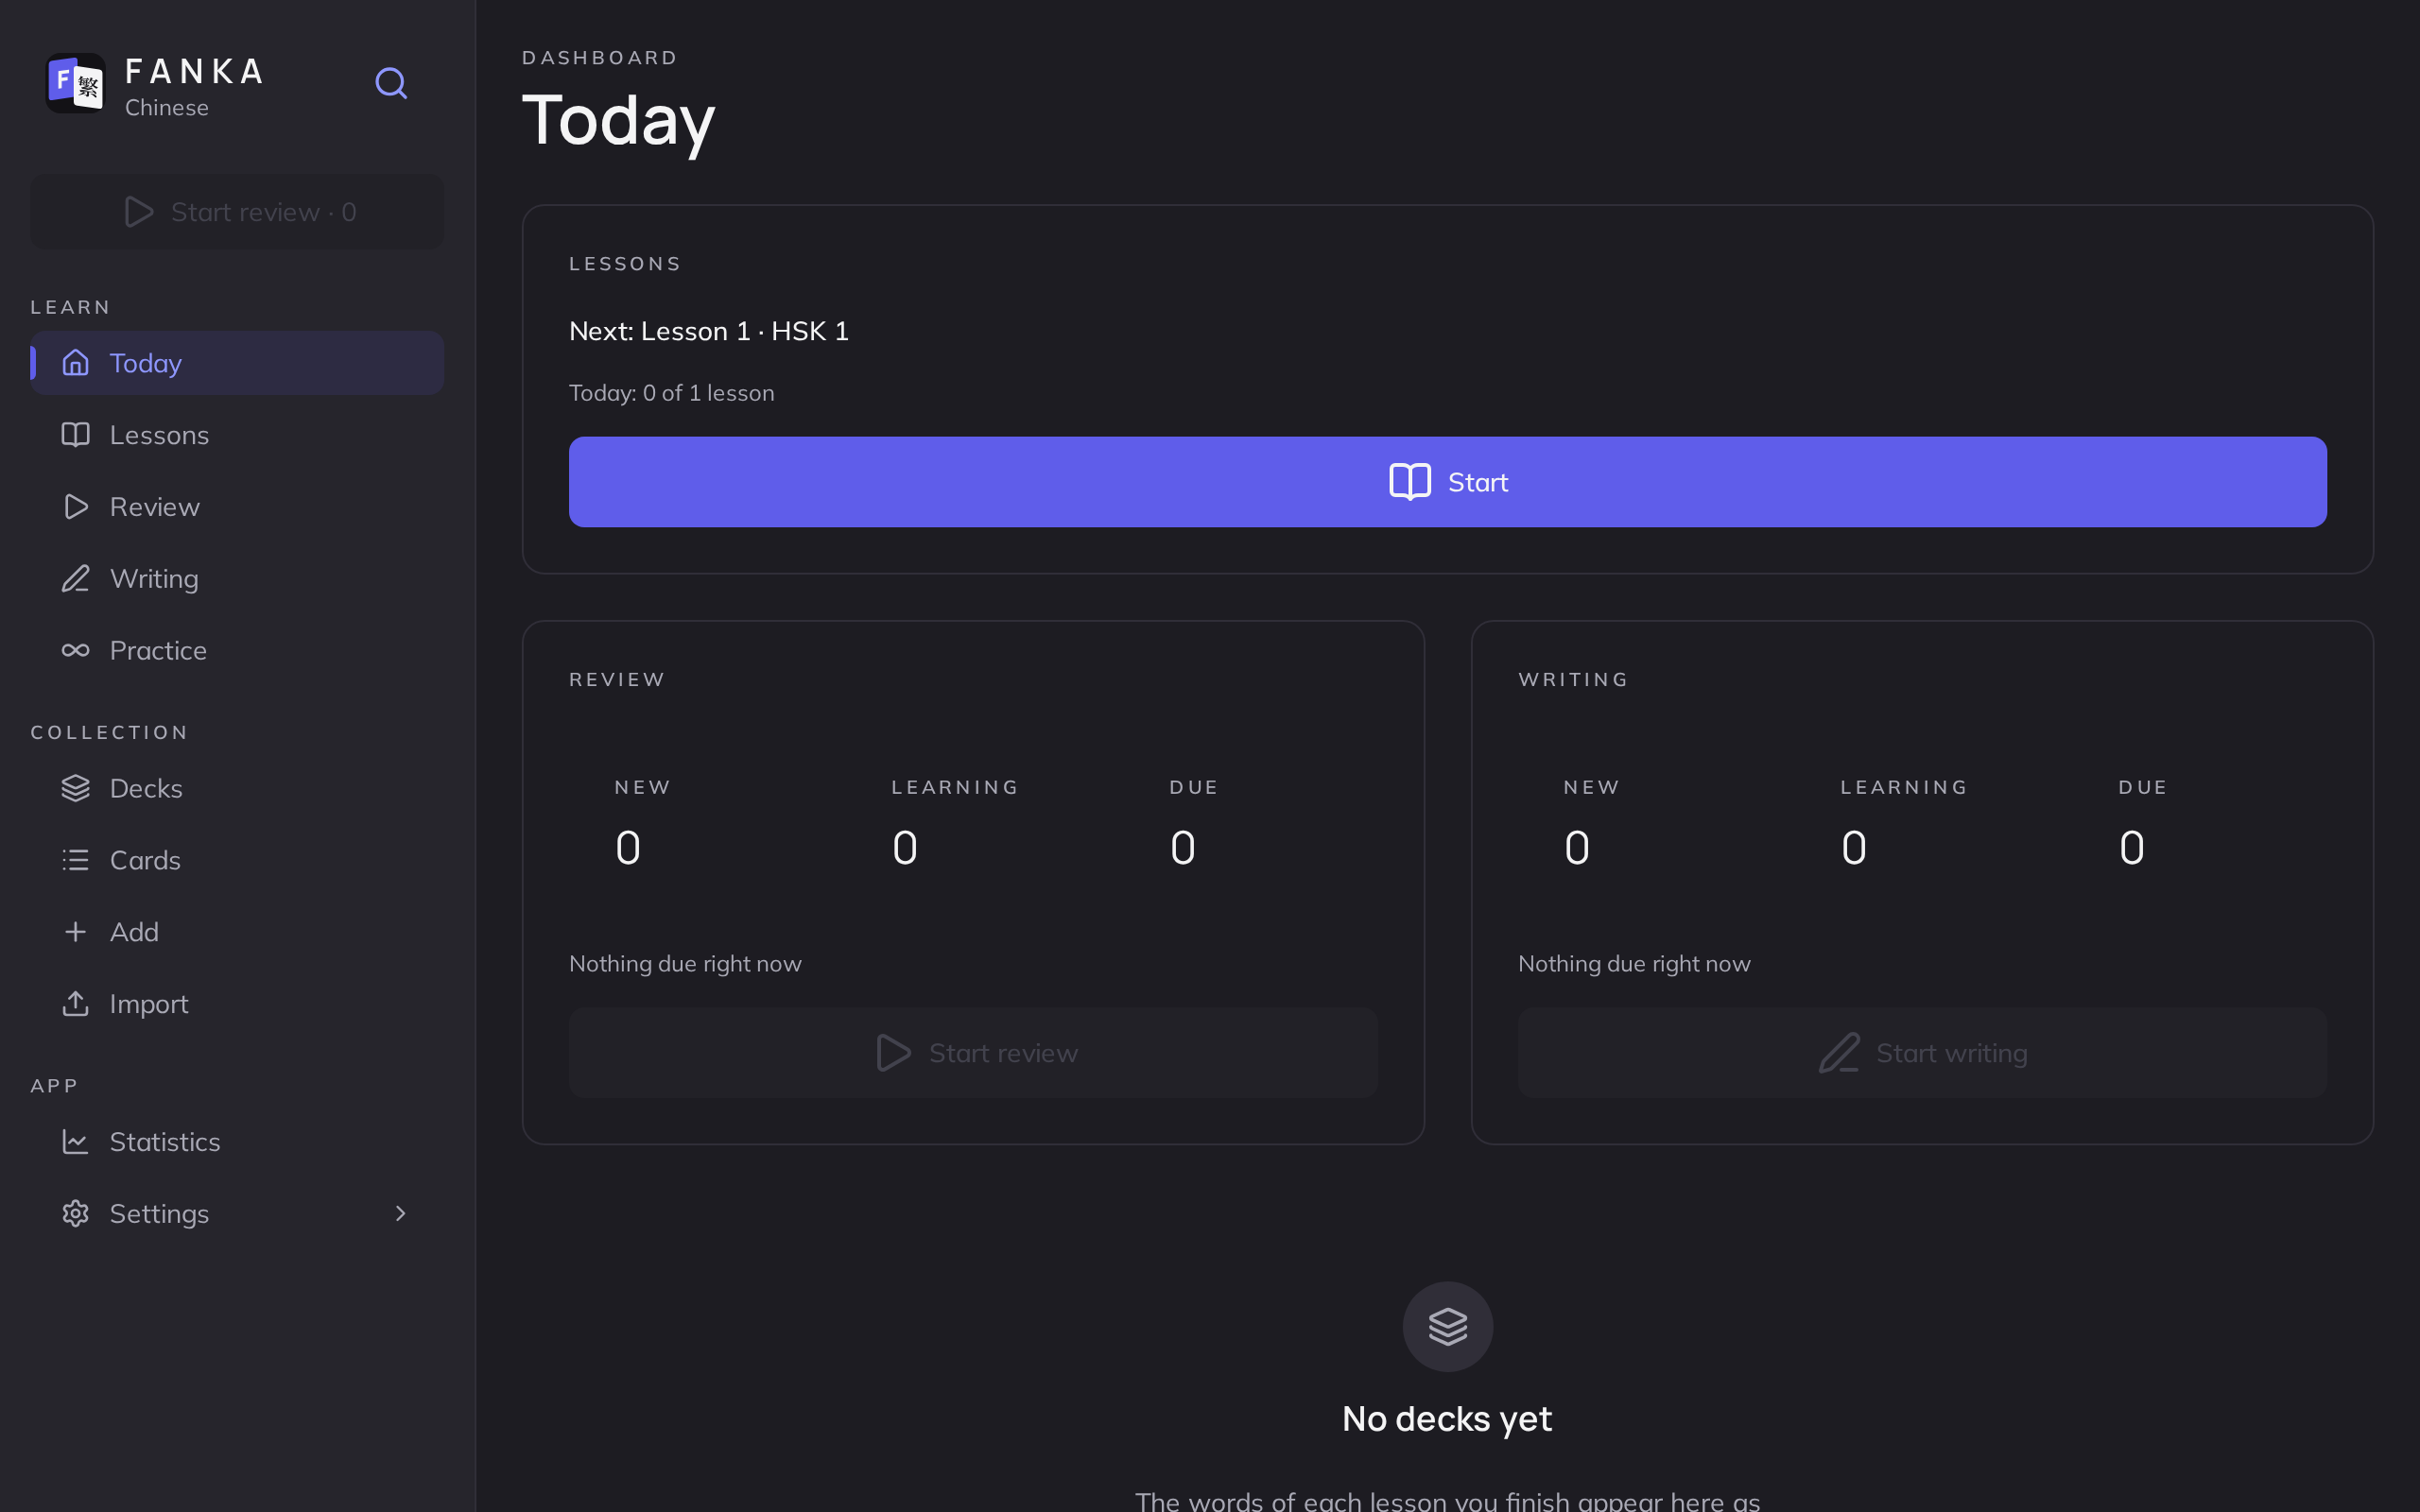 F 繁
FANKA
Chinese
Start review · 0
LEARN
Today
Lessons
Review
Writing
Practice
COLLECTION
Decks
Cards
Add
Import
APP
Statistics
Settings
DASHBOARD
Today
LESSONS
Next: Lesson 1 · HSK 1
Today: 0 of 1 lesson
Start
REVIEW
NEW LEARNING DUE
0 0 0
Nothing due right now
Start review
WRITING
NEW LEARNING DUE
0 0 0
Nothing due right now
Start writing
No decks yet
The words of each lesson you finish appear here as